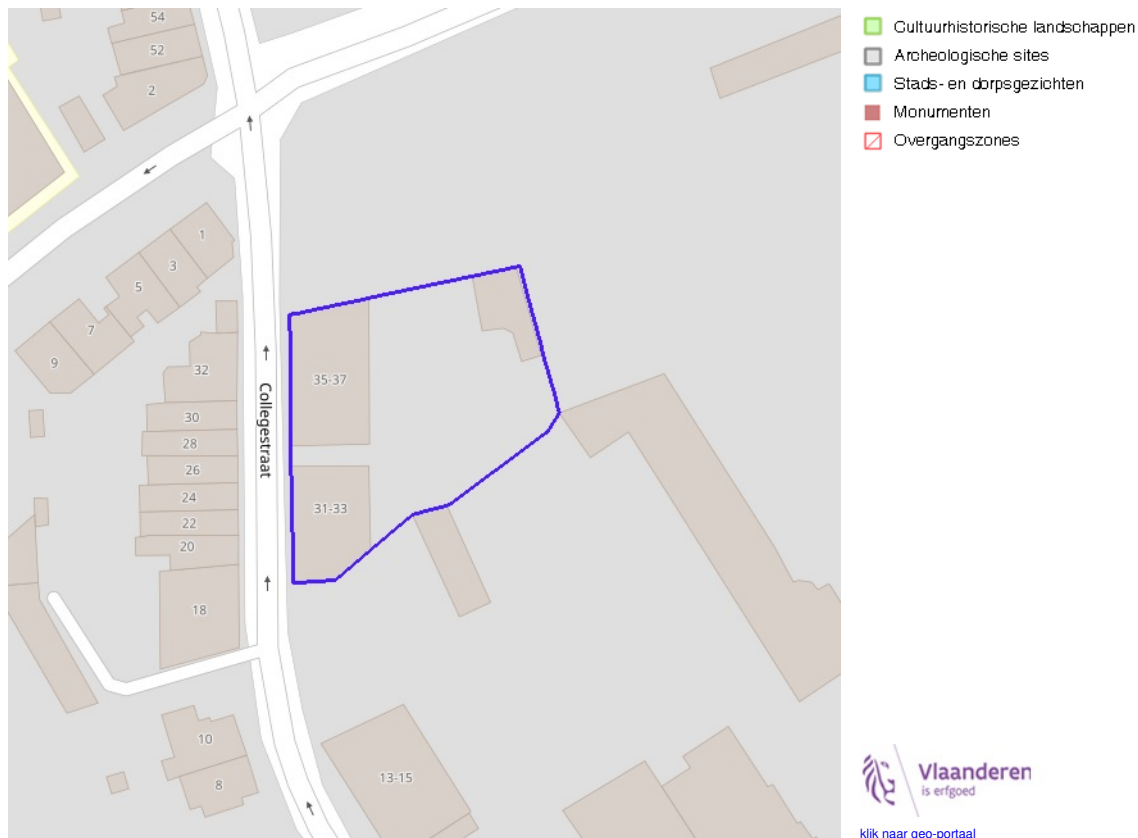 54
52
2
1
3
5
7
9
32
30
28
26
24
22
20
18
10
8
35-37
31-33
13-15
Collegestraat
Cultuurhistorische landschappen
Archeologische sites
Stads- en dorpsgezichten
Monumenten
Overgangszones
Vlaanderen
is erfgoed
klik naar geo-portaal